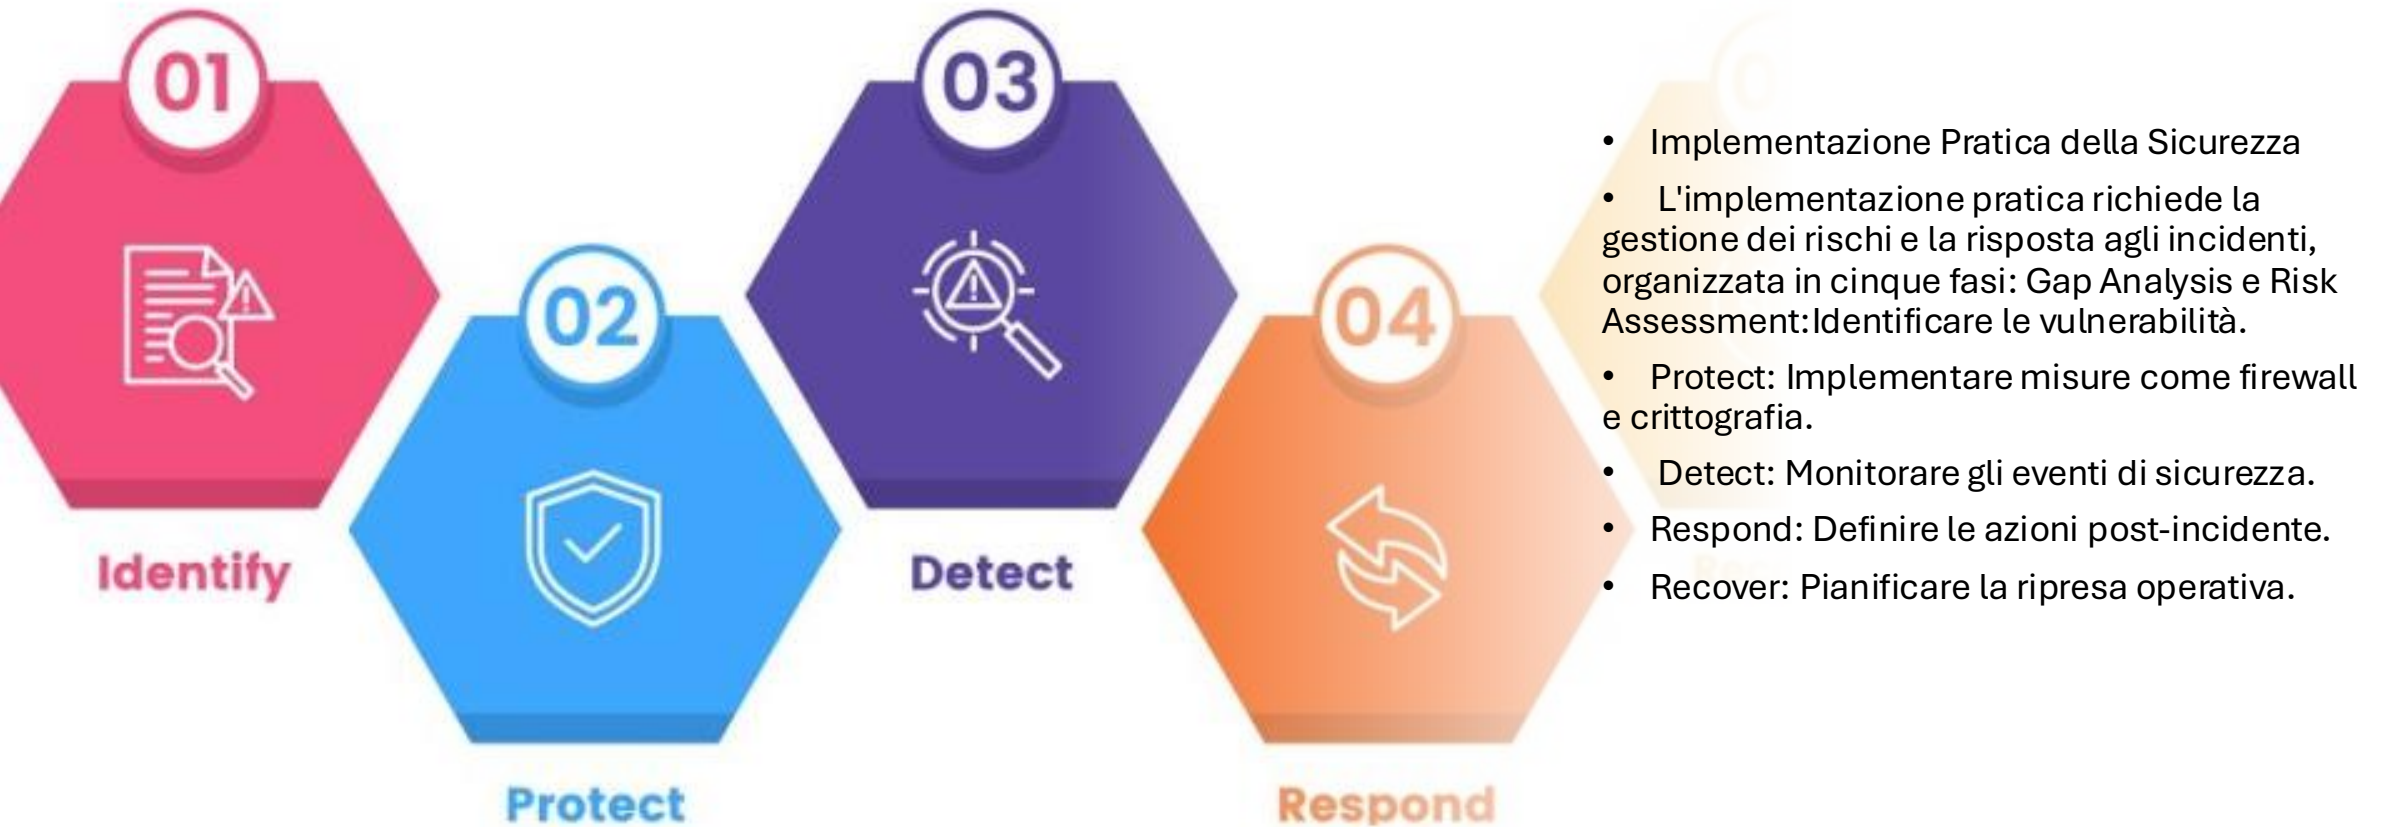 01
Identify
02
Protect
03
Detect
04
Respond
• Implementazione Pratica della Sicurezza
• L'implementazione pratica richiede la
gestione dei rischi e la risposta agli incidenti,
organizzata in cinque fasi: Gap Analysis e Risk
Assessment:Identificare le vulnerabilità.
• Protect: Implementare misure come firewall
e crittografia.
• Detect: Monitorare gli eventi di sicurezza.
• Respond: Definire le azioni post-incidente.
• Recover: Pianificare la ripresa operativa.